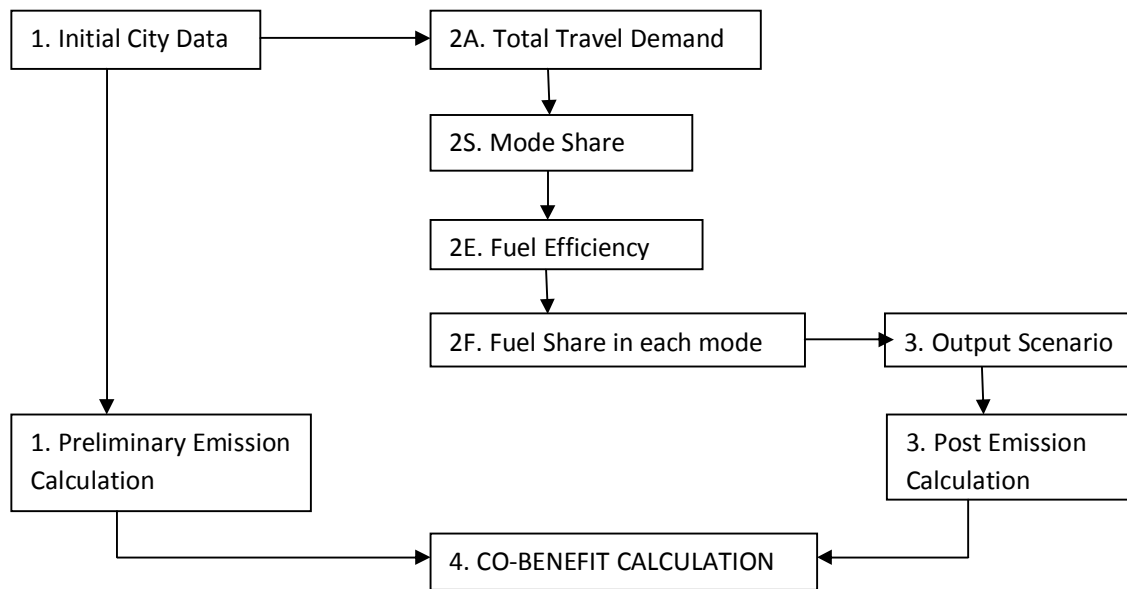 1. Initial City Data
2A. Total Travel Demand
2S. Mode Share
2E. Fuel Efficiency
2F. Fuel Share in each mode
3. Output Scenario
1. Preliminary Emission
Calculation
3. Post Emission
Calculation
4. CO-BENEFIT CALCULATION